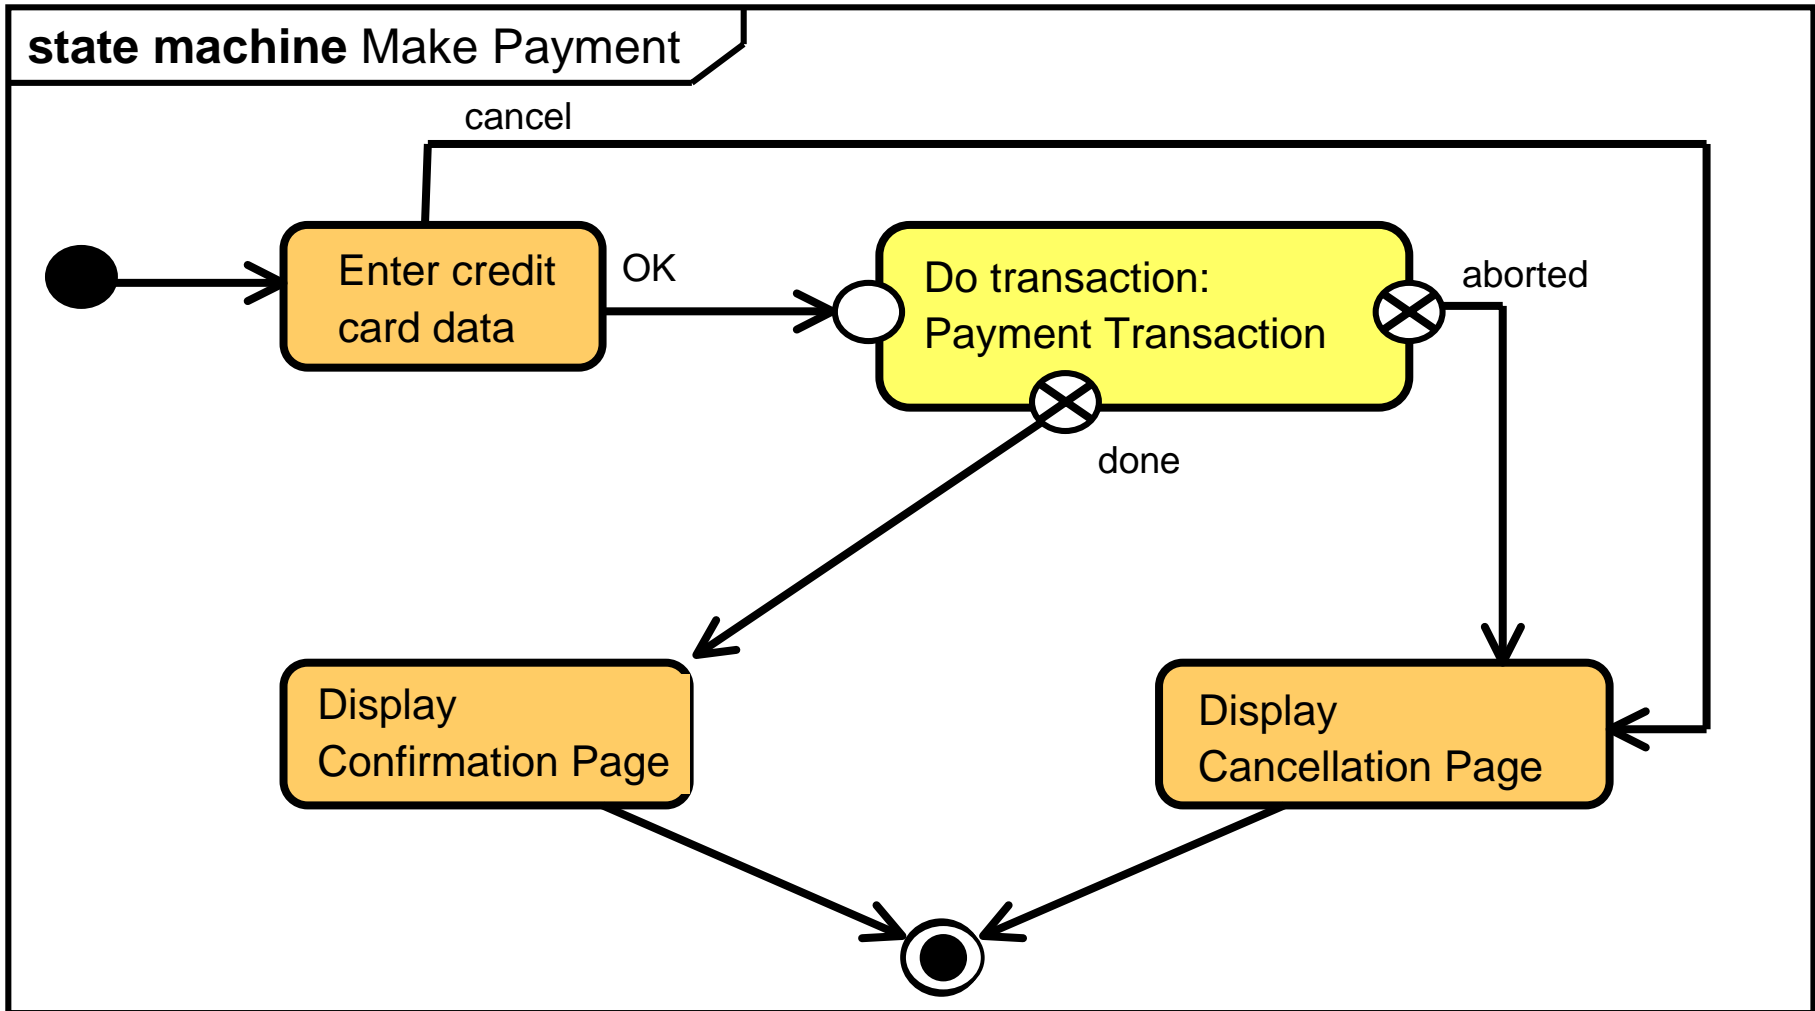 state machine Make Payment
cancel
Enter credit
card data
OK
Do transaction:
Payment Transaction
aborted
done
Display
Confirmation Page
Display
Cancellation Page